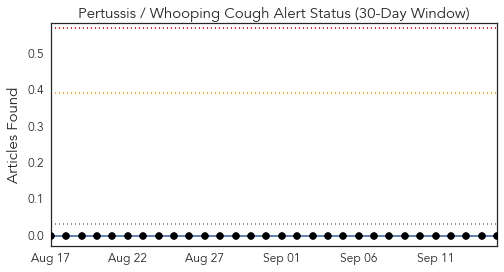 Pertussis / Whooping Cough Alert Status (30-Day Window)
Articles Found
0.5
0.4
0.3
0.2
0.1
0.0
Aug 17 Aug 22 Aug 27 Sep 01 Sep 06 Sep 11